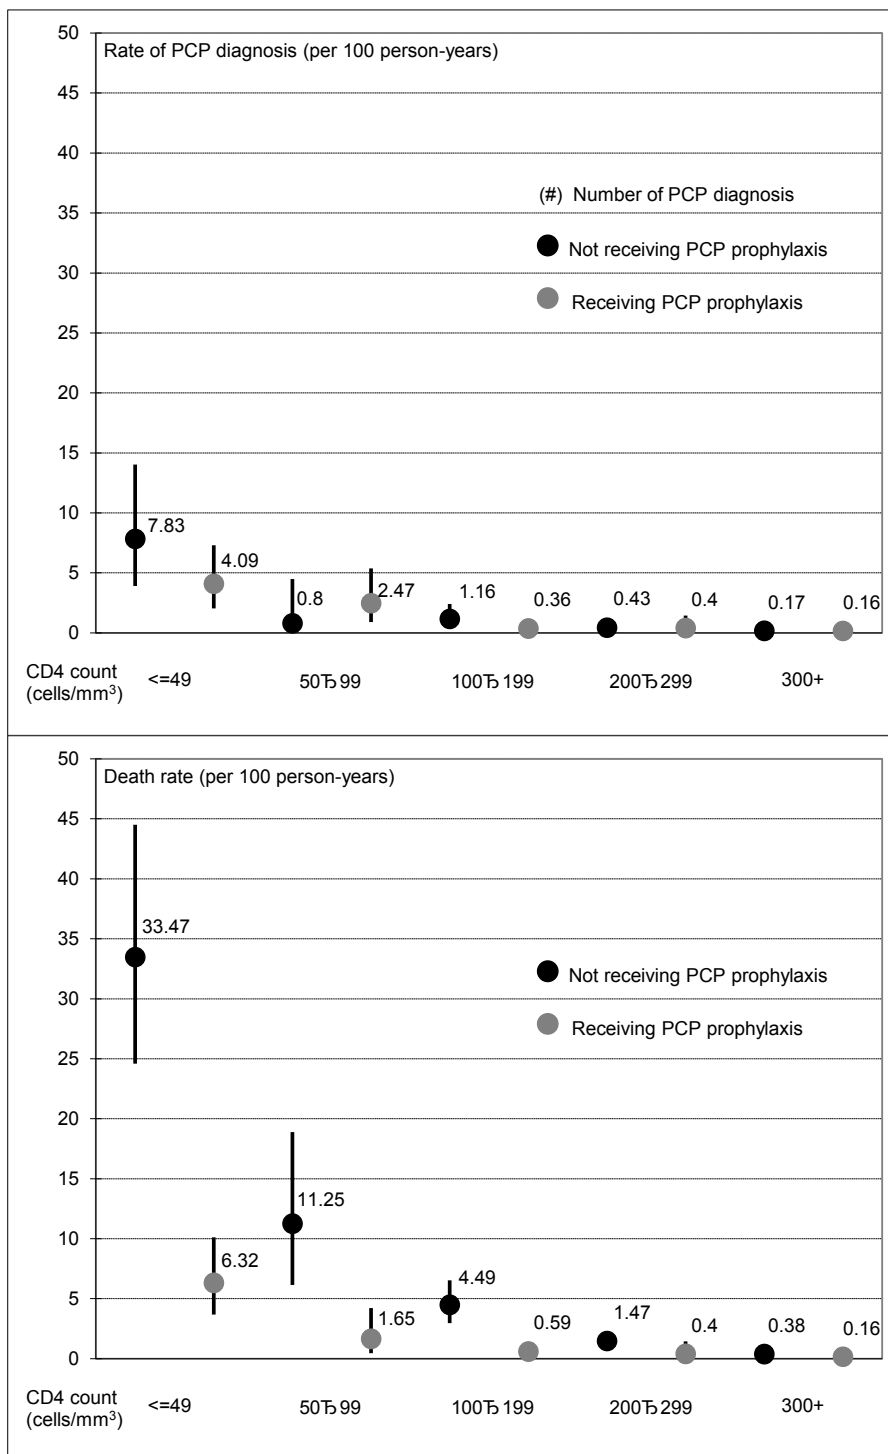 50
Rate of PCP diagnosis (per 100 person-years)
45
40
35
(#) Number of PCP diagnosis
Not receiving PCP prophylaxis
30
Receiving PCP prophylaxis
25
20
15
10
7.83
4.09
5
0.8
2.47
1.16
0.36
0.43
0.4
0.17
0.16
0
CD4 count
(cells/mm³)
<=49
50Ђ99
100Ђ199
200Ђ299
300+
50
Death rate (per 100 person-years)
45
40
35
33.47
Not receiving PCP prophylaxis
30
Receiving PCP prophylaxis
25
20
15
11.25
10
6.32
5
1.65
4.49
0.59
1.47
0.4
0.38
0.16
0
CD4 count
(cells/mm³)
<=49
50Ђ99
100Ђ199
200Ђ299
300+